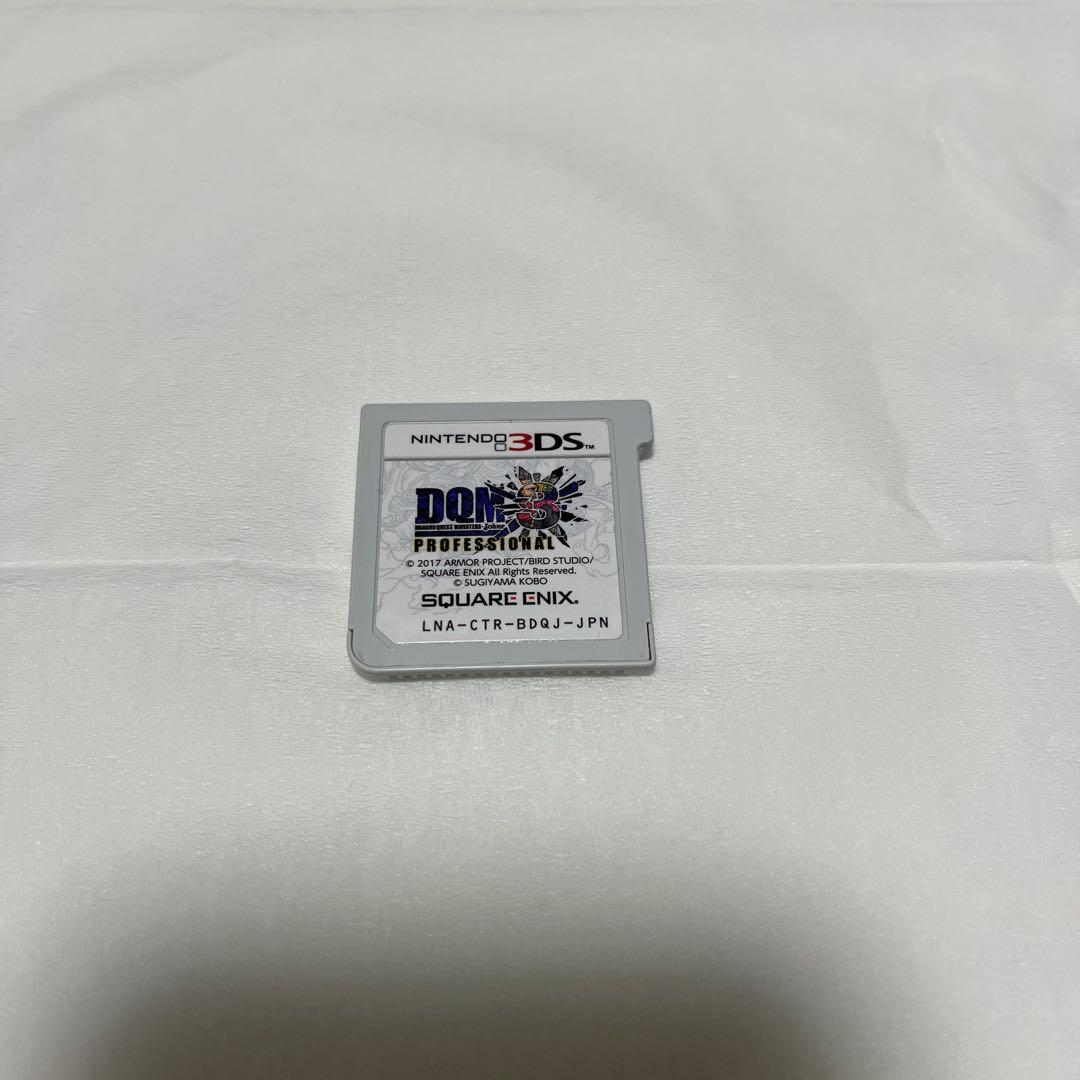 NINTENDO 3DS™
DQM
3
DRAGON QUEST MONSTERS Joker
PROFESSIONAL
© 2017 ARMOR PROJECT/BIRD STUDIO/
SQUARE ENIX All Rights Reserved.
© SUGIYAMA KOBO
SQUARE ENIX.
LNA-CTR-BDQJ-JPN